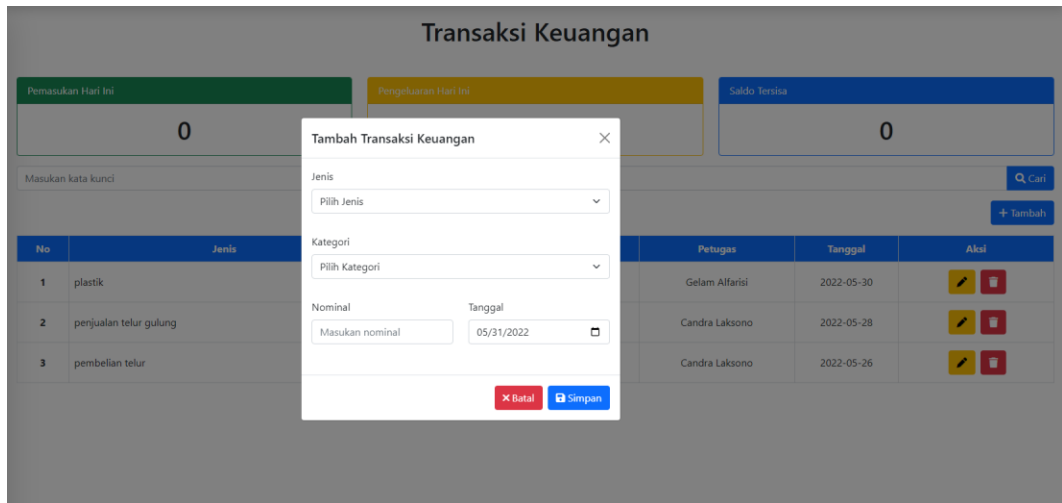 Transaksi Keuangan
Pemasukan Hari Ini
Pengeluaran Hari Ini
Saldo Tersisa
0
0
Tambah Transaksi Keuangan
Jenis
Pilih Jenis
Kategori
Pilih Kategori
Nominal Tanggal
Masukan nominal 05/31/2022
Batal Simpan
Masukan kata kunci Cari
+ Tambah
No Jenis Petugas Tanggal Aksi
1 plastik Gelam Alfarisi 2022-05-30
2 penjualan telur gulung Candra Laksono 2022-05-28
3 pembelian telur Candra Laksono 2022-05-26